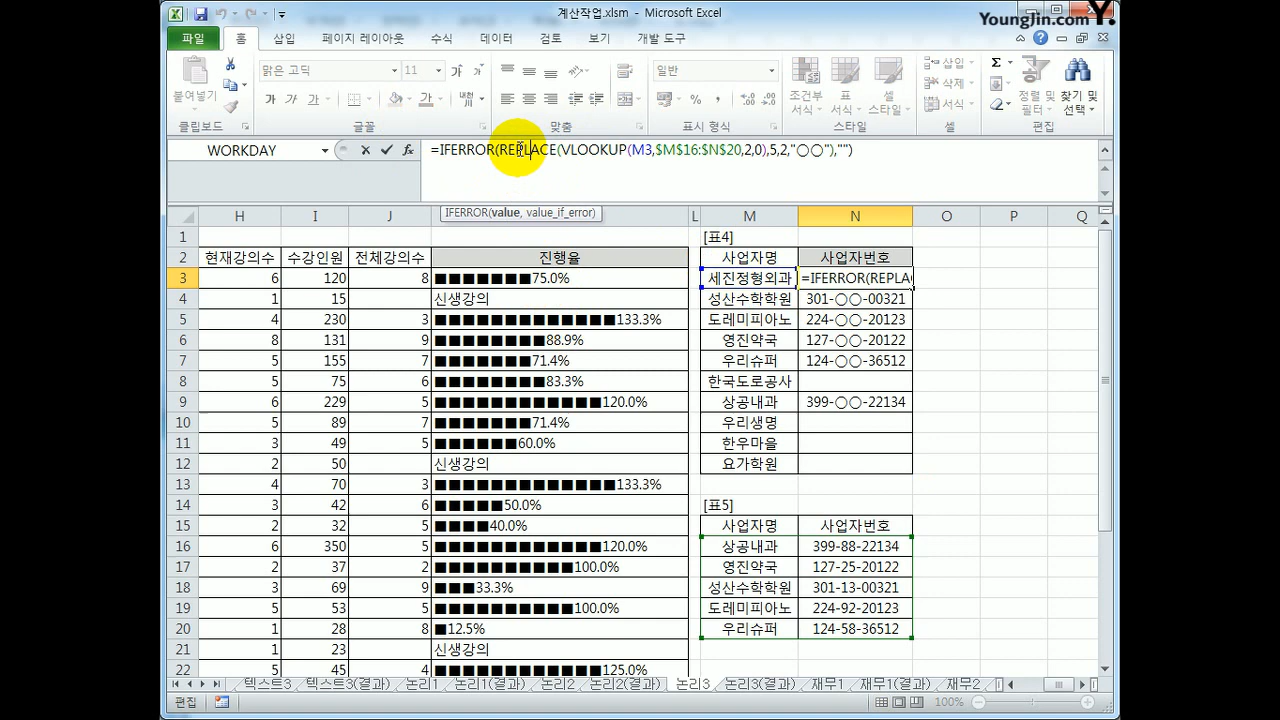 계산작업.xlsm - Microsoft Excel
YoungJin.com Y.
파일 홈 삽입 페이지 레이아웃 수식 데이터 검토 보기 개발 도구
맑은 고딕 11 일반
붙여넣기 조건부 서식 표 서식 셀 스타일 삽입 삭제 서식 정렬 및 필터 찾기 및 선택
클립보드 글꼴 맞춤 표시 형식 스타일 셀 편집
WORKDAY =IFERROR(REPLACE(VLOOKUP(M3,$M$16:$N$20,2,0),5,2,"○○"),"")
IFERROR(value, value_if_error)
H I J L M N O P Q
1 [표4]
2 현재강의수 수강인원 전체강의수 진행율 사업자명 사업자번호
3 6 120 8 ■■■■■■■75.0% 세진정형외과 =IFERROR(REPLA
4 1 15 신생강의 성산수학학원 301-○○-00321
5 4 230 3 ■■■■■■■■■■■■■133.3% 도레미피아노 224-○○-20123
6 8 131 9 ■■■■■■■■88.9% 영진약국 127-○○-20122
7 5 155 7 ■■■■■■■71.4% 우리슈퍼 124-○○-36512
8 5 75 6 ■■■■■■■■83.3% 한국도로공사
9 6 229 5 ■■■■■■■■■■■■120.0% 상공내과 399-○○-22134
10 5 89 7 ■■■■■■■71.4% 우리생명
11 3 49 5 ■■■■■■60.0% 한우마을
12 2 50 신생강의 요가학원
13 4 70 3 ■■■■■■■■■■■■■133.3%
14 3 42 6 ■■■■■50.0% [표5]
15 2 32 5 ■■■■40.0% 사업자명 사업자번호
16 6 350 5 ■■■■■■■■■■■■120.0% 상공내과 399-88-22134
17 2 37 2 ■■■■■■■■■■100.0% 영진약국 127-25-20122
18 3 69 9 ■■■33.3% 성산수학학원 301-13-00321
19 5 53 5 ■■■■■■■■■■100.0% 도레미피아노 224-92-20123
20 1 28 8 ■12.5% 우리슈퍼 124-58-36512
21 1 23 신생강의
22 5 45 4 ■■■■■■■■■■■■125.0%
텍스트3 텍스트3(결과) 논리1 논리1(결과) 논리2 논리2(결과) 논리3 논리3(결과) 재무1 재무1(결과) 재무2
편집 100%